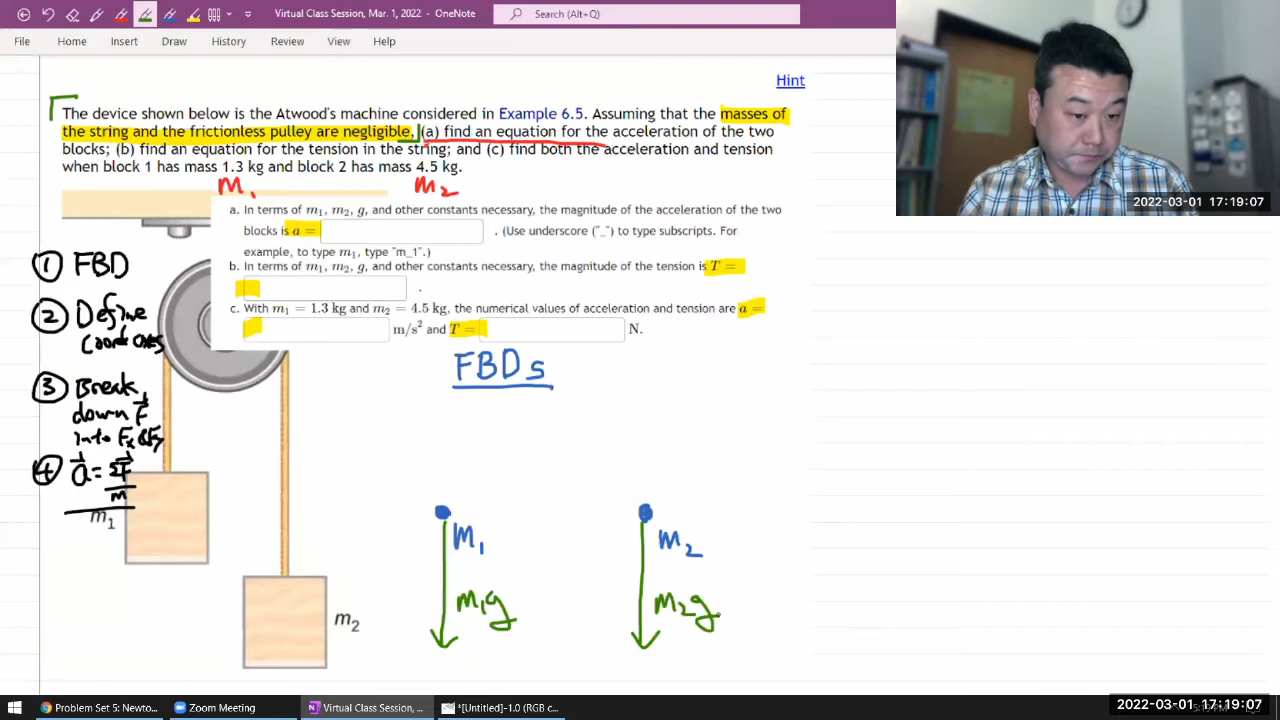 Virtual Class Session, Mar. 1, 2022 - OneNote
Search (Alt+Q)
File Home Insert Draw History Review View Help
Hint
The device shown below is the Atwood's machine considered in Example 6.5. Assuming that the masses of
the string and the frictionless pulley are negligible, (a) find an equation for the acceleration of the two
blocks; (b) find an equation for the tension in the string; and (c) find both the acceleration and tension
when block 1 has mass 1.3 kg and block 2 has mass 4.5 kg.
M₁ M₂
a. In terms of m₁, m₂, g, and other constants necessary, the magnitude of the acceleration of the two
blocks is a = . (Use underscore ("_") to type subscripts. For
example, to type m₁, type "m_1".)
b. In terms of m₁, m₂, g, and other constants necessary, the magnitude of the tension is T =
.
c. With m₁ = 1.3 kg and m₂ = 4.5 kg, the numerical values of acceleration and tension are a =
m/s² and T = N.
① FBD
② Define
Coord axes
③ Break
down F⃗
into Fx & Fy
④ a⃗ = ΣF⃗
m
FBDs
m₁
m₂
M₁
M₂
M₁g
M₂g
2022-03-01 17:19:07
Problem Set 5: Newto... Zoom Meeting Virtual Class Session,... *[Untitled]-1.0 (RGB c...
2022-03-01 17:19:07